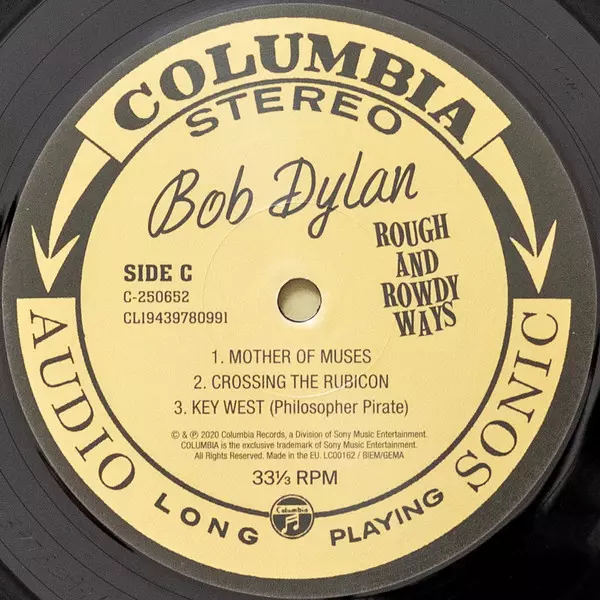 COLUMBIA
STEREO
Bob Dylan
ROUGH
AND
ROWDY
WAYS
SIDE C
C-250652
CL19439780991
1. MOTHER OF MUSES
2. CROSSING THE RUBICON
3. KEY WEST (Philosopher Pirate)
© & ℗ 2020 Columbia Records, a Division of Sony Music Entertainment.
COLUMBIA is the exclusive trademark of Sony Music Entertainment.
All Rights Reserved. Made in the EU. LC00162 / BIEM/GEMA
33⅓ RPM
AUDIO SONIC
LONG PLAYING
Columbia